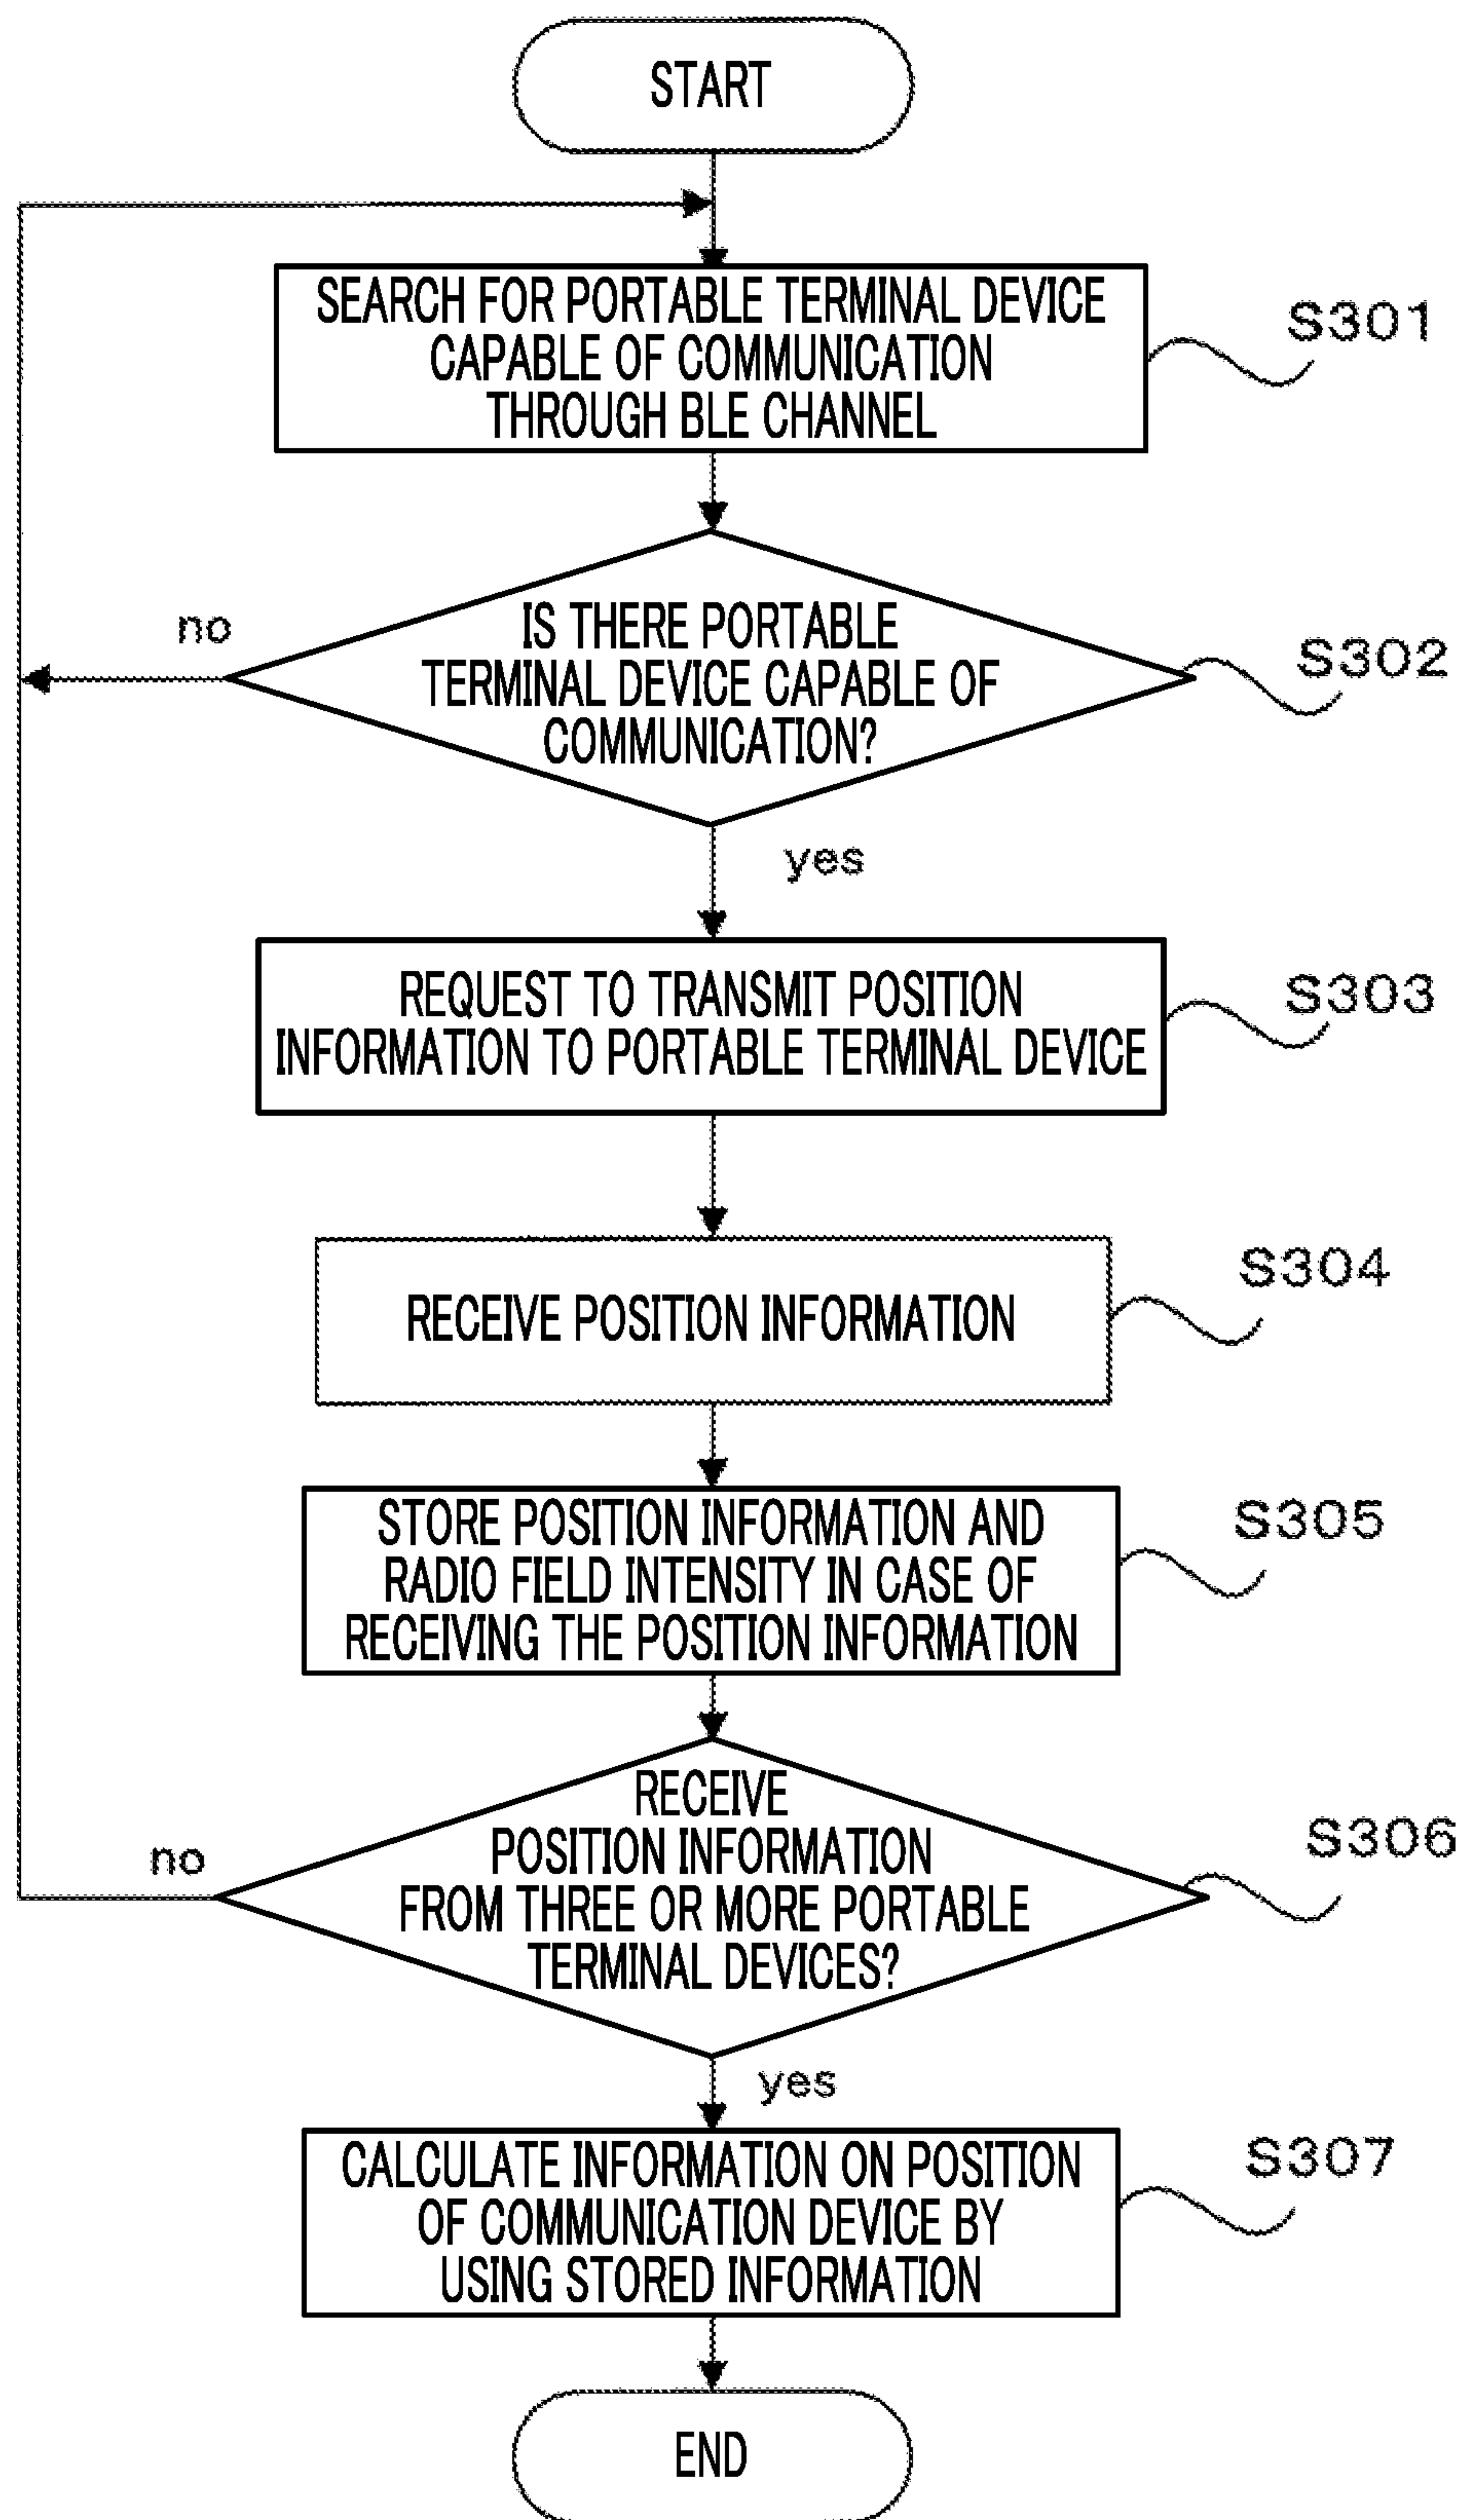 START
SEARCH FOR PORTABLE TERMINAL DEVICE
CAPABLE OF COMMUNICATION
THROUGH BLE CHANNEL
S301
IS THERE PORTABLE
TERMINAL DEVICE CAPABLE OF
COMMUNICATION?
S302
no
yes
REQUEST TO TRANSMIT POSITION
INFORMATION TO PORTABLE TERMINAL DEVICE
S303
RECEIVE POSITION INFORMATION
S304
STORE POSITION INFORMATION AND
RADIO FIELD INTENSITY IN CASE OF
RECEIVING THE POSITION INFORMATION
S305
RECEIVE
POSITION INFORMATION
FROM THREE OR MORE PORTABLE
TERMINAL DEVICES?
S306
no
yes
CALCULATE INFORMATION ON POSITION
OF COMMUNICATION DEVICE BY
USING STORED INFORMATION
S307
END